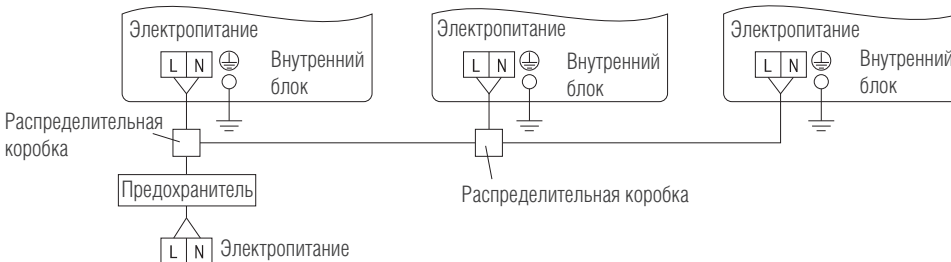 Электропитание
Электропитание
Электропитание
L N
Внутренний
блок
L N
Внутренний
блок
L N
Внутренний
блок
Распределительная
коробка
Предохранитель
Распределительная коробка
L N
Электропитание